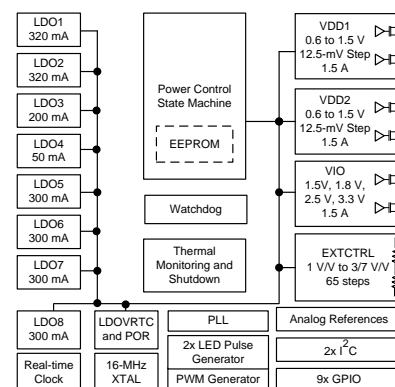 LDO1
320 mA
LDO2
320 mA
LDO3
200 mA
LDO4
50 mA
LDO5
300 mA
LDO6
300 mA
LDO7
300 mA
LDO8
300 mA
Real-time
Clock
LDOVRTC
and POR
16-MHz
XTAL
Power Control
State Machine
EEPROM
Watchdog
Thermal
Monitoring and
Shutdown
PLL
2x LED Pulse
Generator
PWM Generator
VDD1
0.6 to 1.5 V
12.5-mV Step
1.5 A
VDD2
0.6 to 1.5 V
12.5-mV Step
1.5 A
VIO
1.5V, 1.8 V,
2.5 V, 3.3 V
1.5 A
EXTCTRL
1 V/V to 3/7 V/V
65 steps
Analog References
2x I²C
9x GPIO